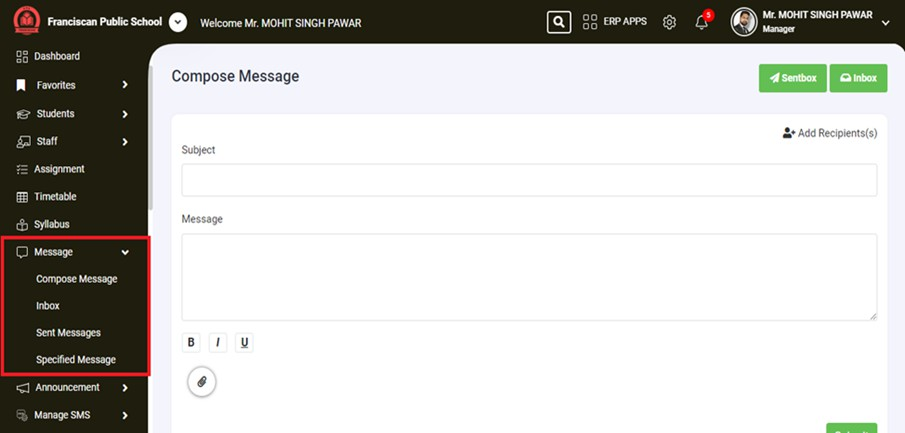 Franciscan Public School
Welcome Mr. MOHIT SINGH PAWAR
ERP APPS
5
Mr. MOHIT SINGH PAWAR
Manager
Dashboard
Favorites
Students
Staff
Assignment
Timetable
Syllabus
Message
Compose Message
Inbox
Sent Messages
Specified Message
Announcement
Manage SMS
Compose Message
Sentbox
Inbox
Add Recipients(s)
Subject
Message
B I U